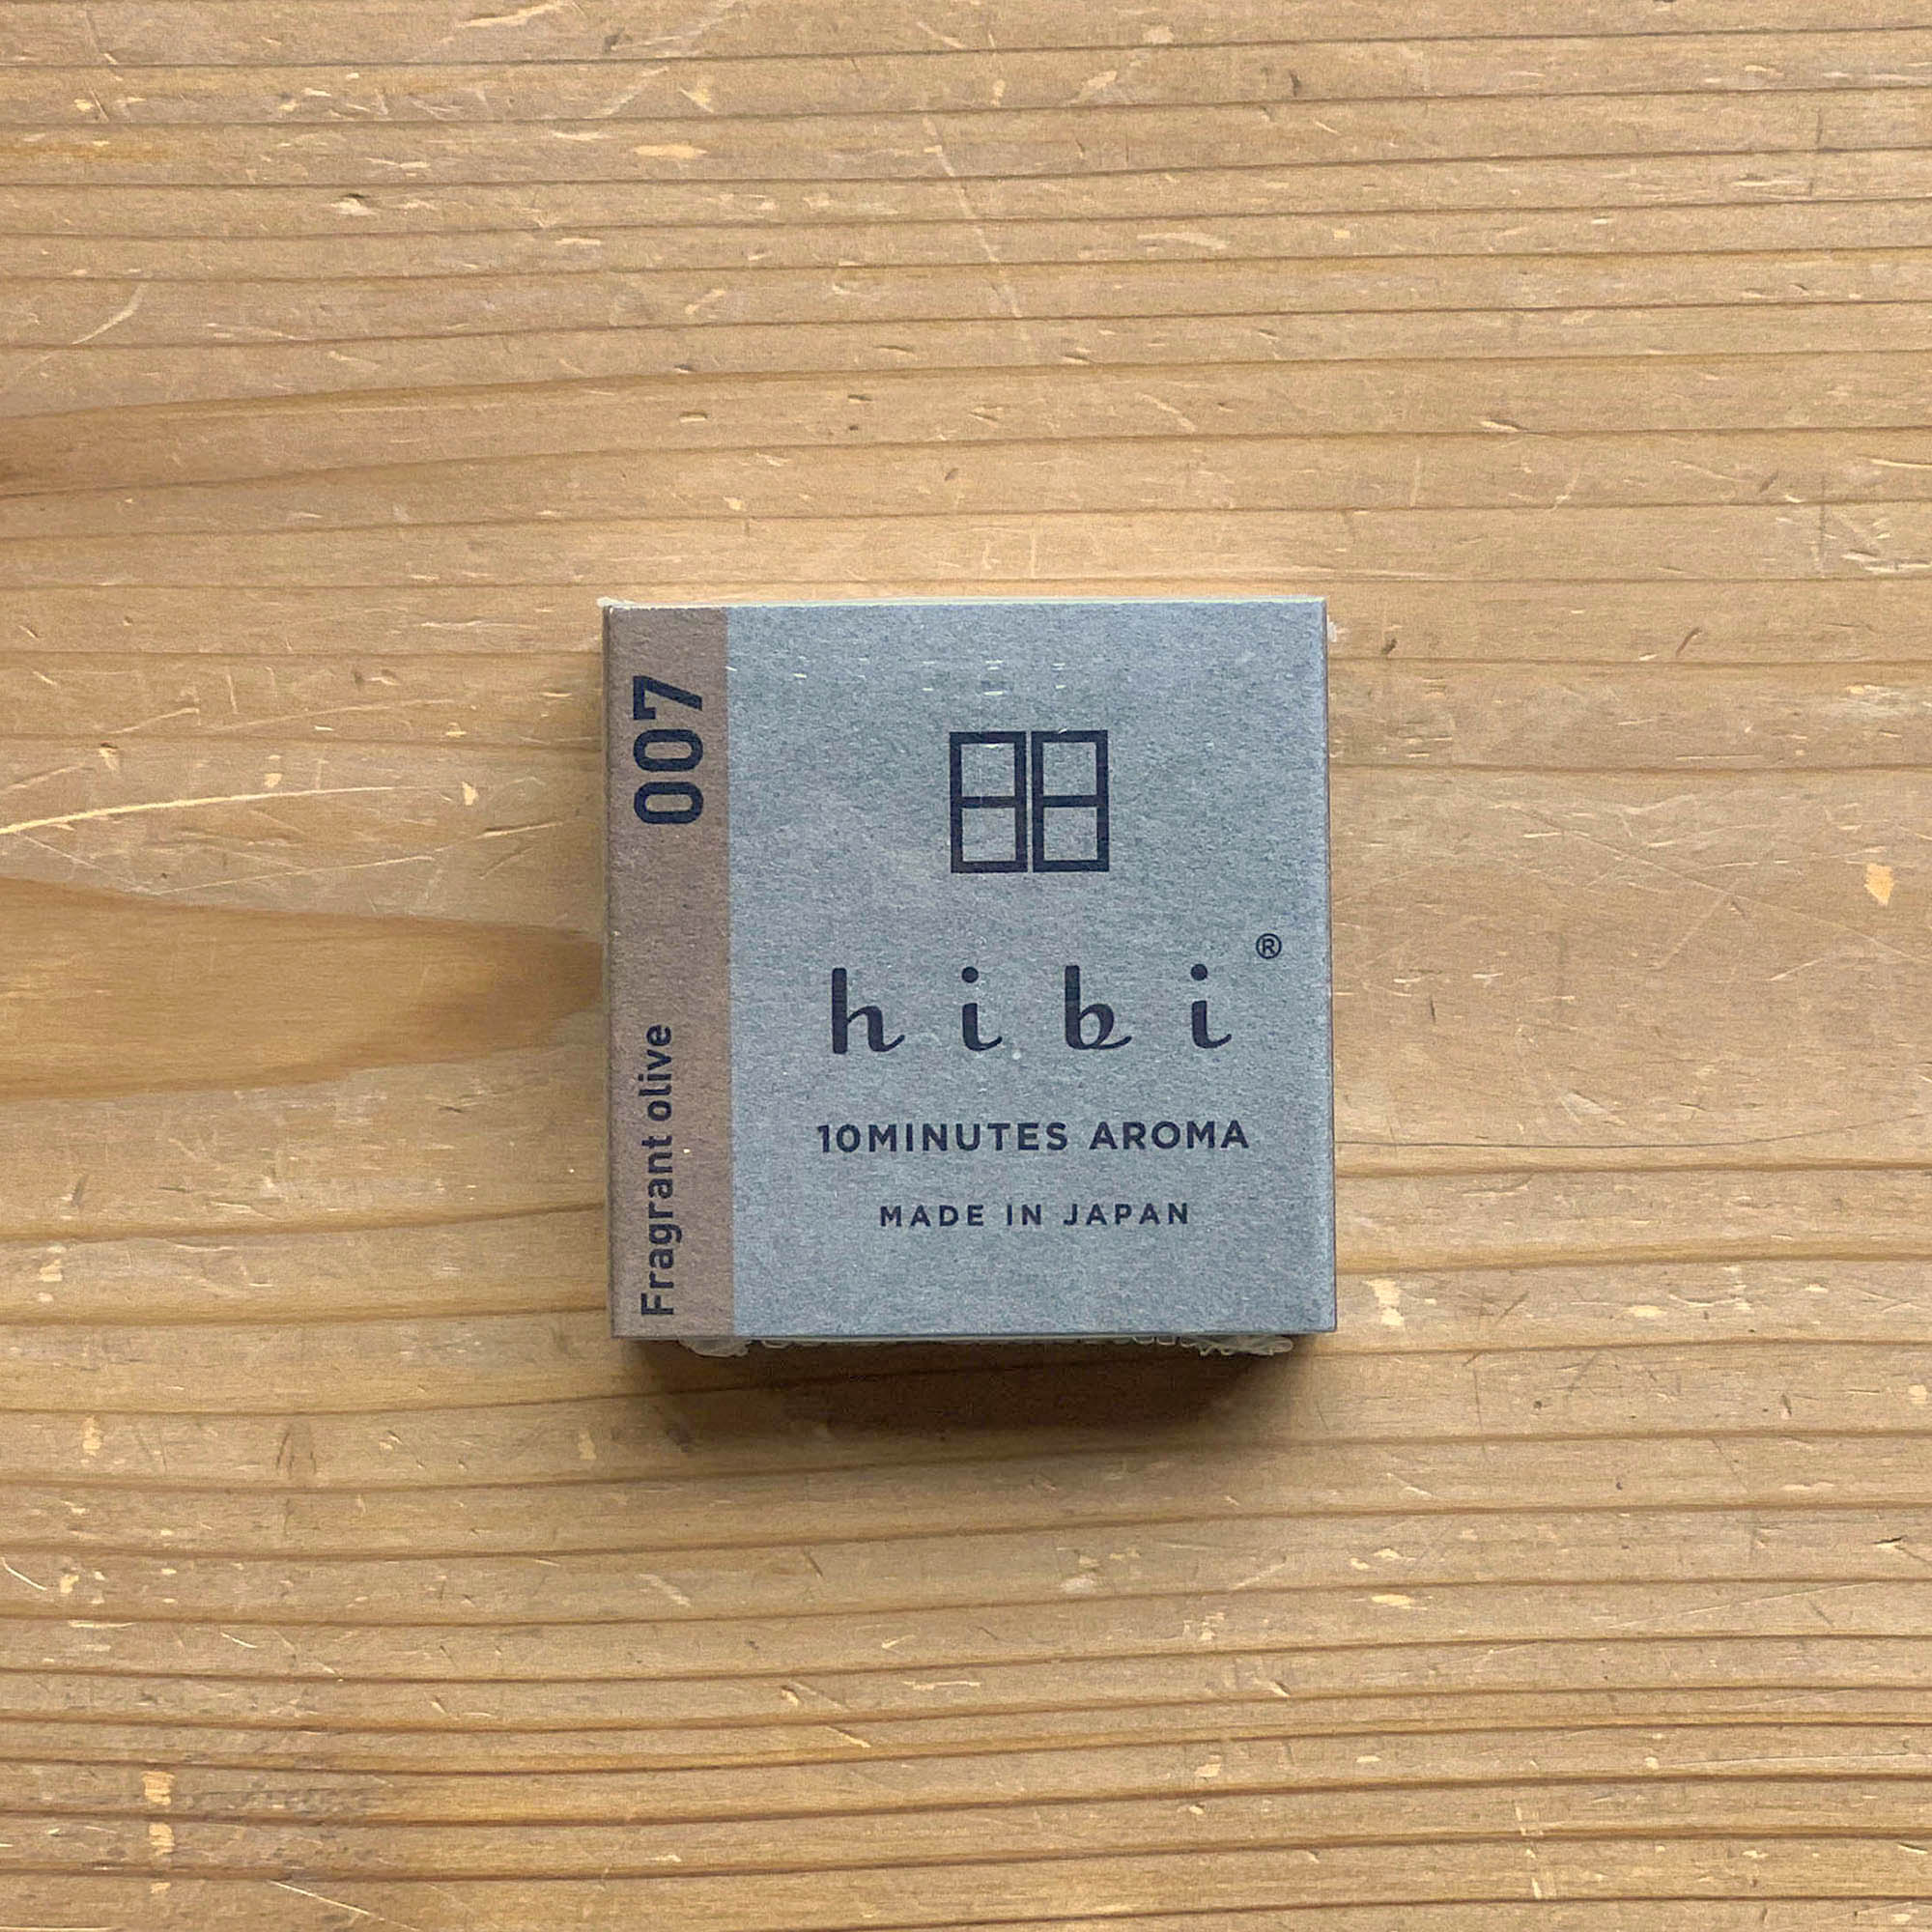 007
Fragrant olive
hibi®
10MINUTES AROMA
MADE IN JAPAN